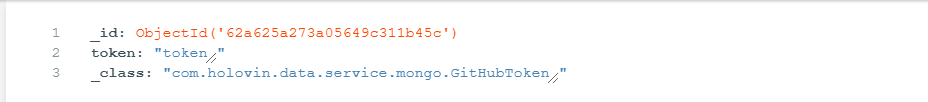 1 _id: ObjectId('62a625a273a05649c311b45c')
2 token: "token"
3 _class: "com.holovin.data.service.mongo.GitHubToken"